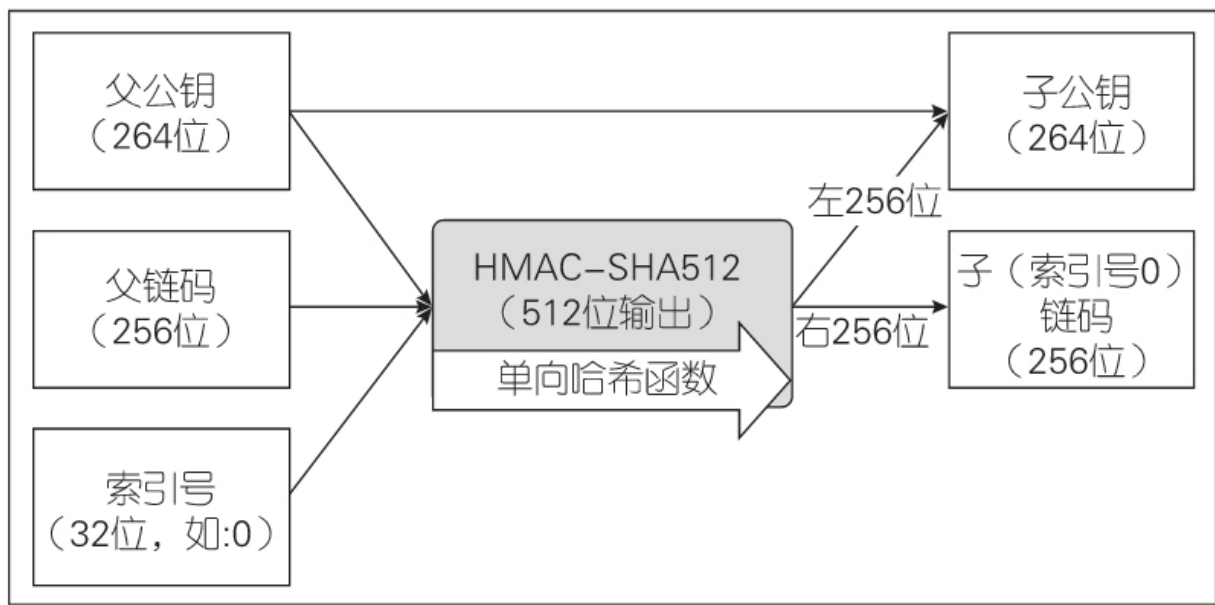 父公钥
（264位）
父链码
（256位）
索引号
（32位，如:0）
HMAC–SHA512
（512位输出）
单向哈希函数
左256位
右256位
子公钥
（264位）
子（索引号0）
链码
（256位）